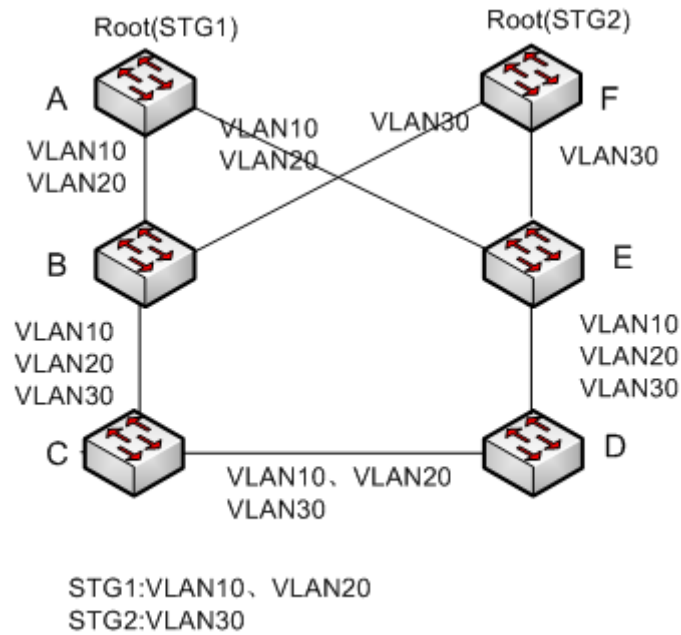 Root(STG1)
Root(STG2)
A
F
VLAN10
VLAN20
VLAN10
VLAN20
VLAN30
VLAN30
B
E
VLAN10
VLAN20
VLAN30
VLAN10
VLAN20
VLAN30
C
D
VLAN10、VLAN20
VLAN30
STG1:VLAN10、VLAN20
STG2:VLAN30